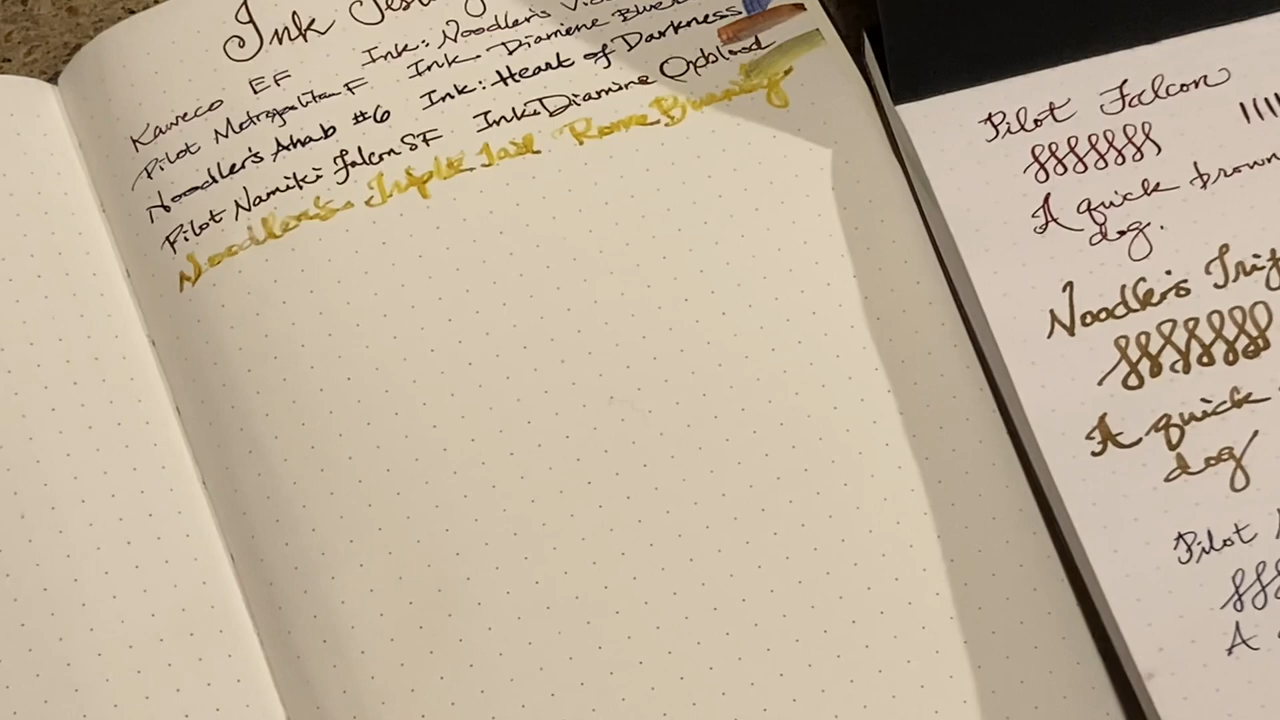 Ink
Kaweco EF Ink: Noodler's
Pilot Metropolitan F Ink Diamine
Noodler's Ahab #6 Ink: Heart of Darkness
Pilot Namiki Falcon SF Ink: Diamine Oxblood
Noodler's Triple Tail Rome Burning
Pilot Falcon
A quick brown
dog.
Noodler's
A quick
dog
Pilot
A